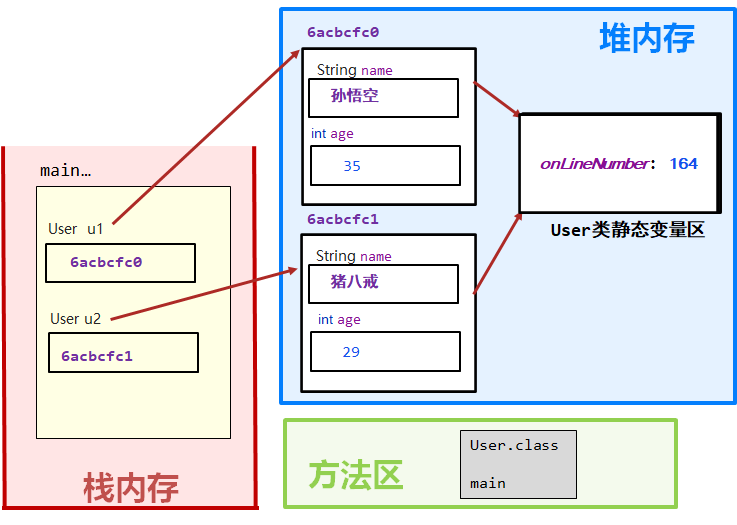 main…
User u1
6acbcfc0
User u2
6acbcfc1
栈内存
堆内存
6acbcfc0
String name
孙悟空
int age
35
6acbcfc1
String name
猪八戒
int age
29
onLineNumber: 164
User类静态变量区
方法区
User.class
main